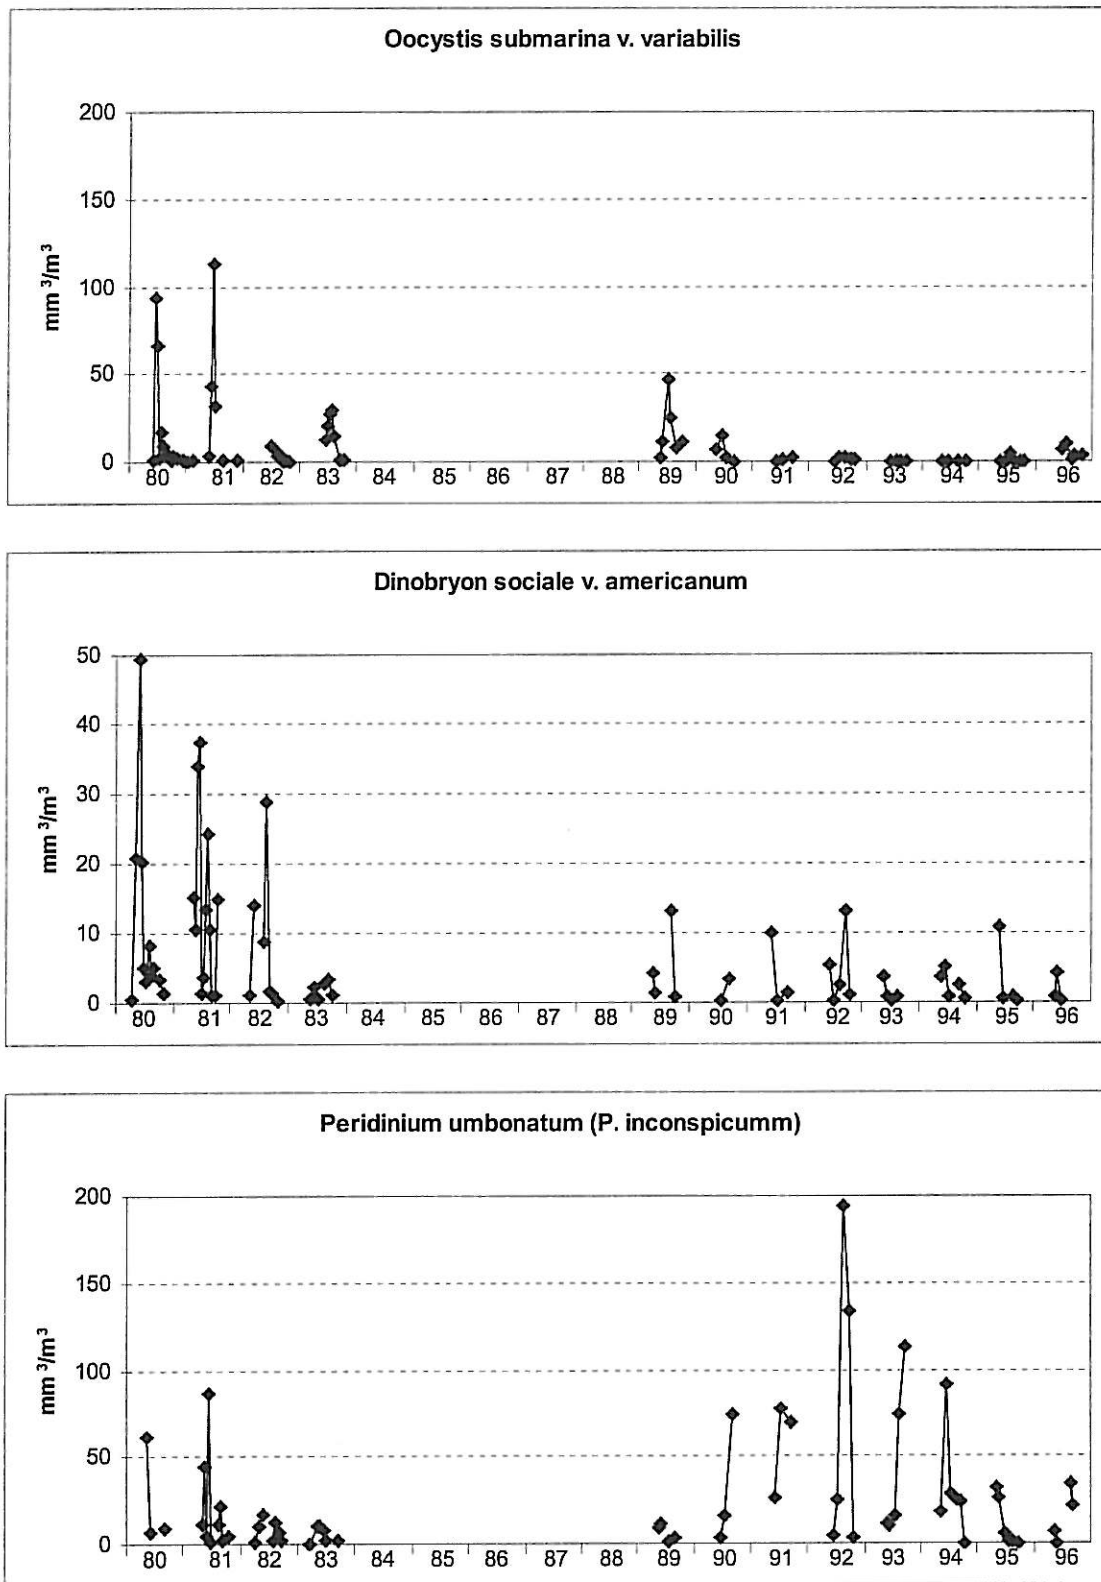 Oocystis submarina v. variabilis
200
150
100
50
0
mm³/m³
80 81 82 83 84 85 86 87 88 89 90 91 92 93 94 95 96
Dinobryon sociale v. americanum
50
40
30
20
10
0
mm³/m³
80 81 82 83 84 85 86 87 88 89 90 91 92 93 94 95 96
Peridinium umbonatum (P. inconspicumm)
200
150
100
50
0
mm³/m³
80 81 82 83 84 85 86 87 88 89 90 91 92 93 94 95 96